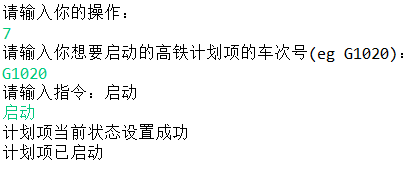 请输入你的操作：
7
请输入你想要启动的高铁计划项的车次号(eg G1020)：
G1020
请输入指令：启动
启动
计划项当前状态设置成功
计划项已启动